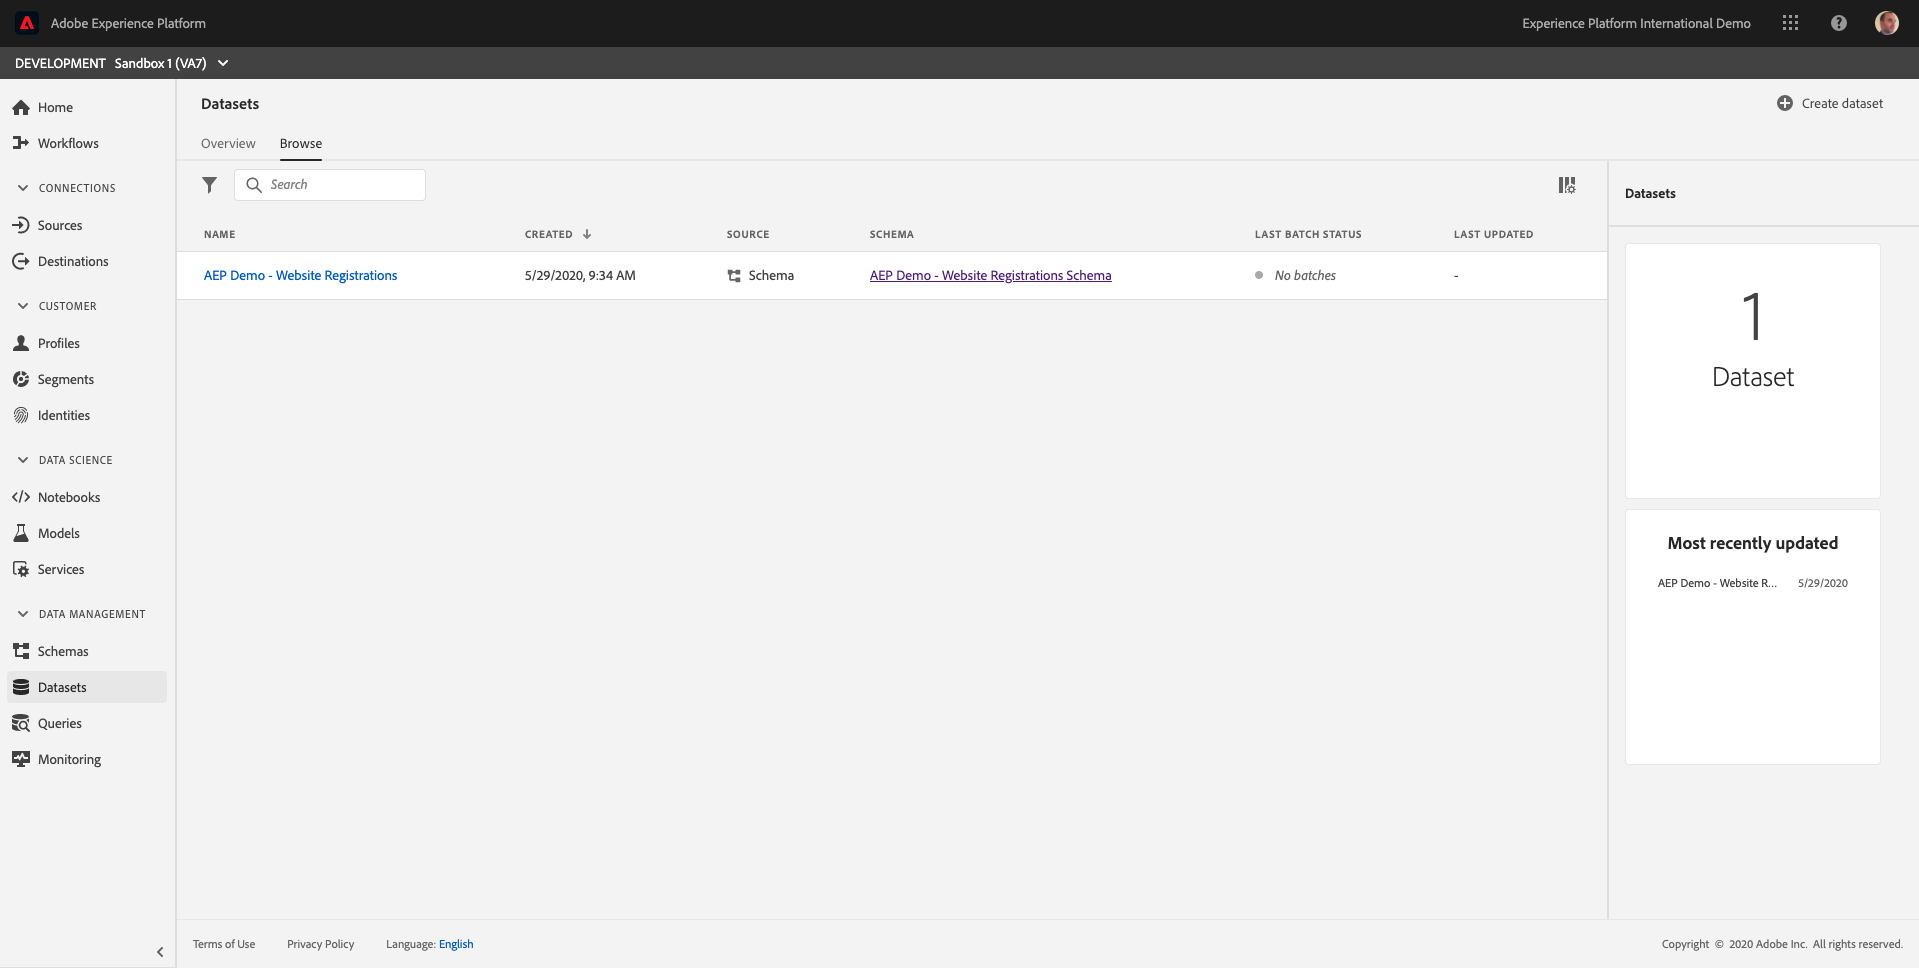 Adobe Experience Platform
Experience Platform International Demo
DEVELOPMENT Sandbox 1 (VA7)
Home
Workflows
CONNECTIONS
Sources
Destinations
CUSTOMER
Profiles
Segments
Identities
DATA SCIENCE
Notebooks
Models
Services
DATA MANAGEMENT
Schemas
Datasets
Queries
Monitoring
Datasets
Create dataset
Overview Browse
Search
NAME CREATED SOURCE SCHEMA LAST BATCH STATUS LAST UPDATED
AEP Demo - Website Registrations 5/29/2020, 9:34 AM Schema AEP Demo - Website Registrations Schema No batches -
Datasets
1
Dataset
Most recently updated
AEP Demo - Website R... 5/29/2020
Terms of Use Privacy Policy Language: English
Copyright © 2020 Adobe Inc. All rights reserved.